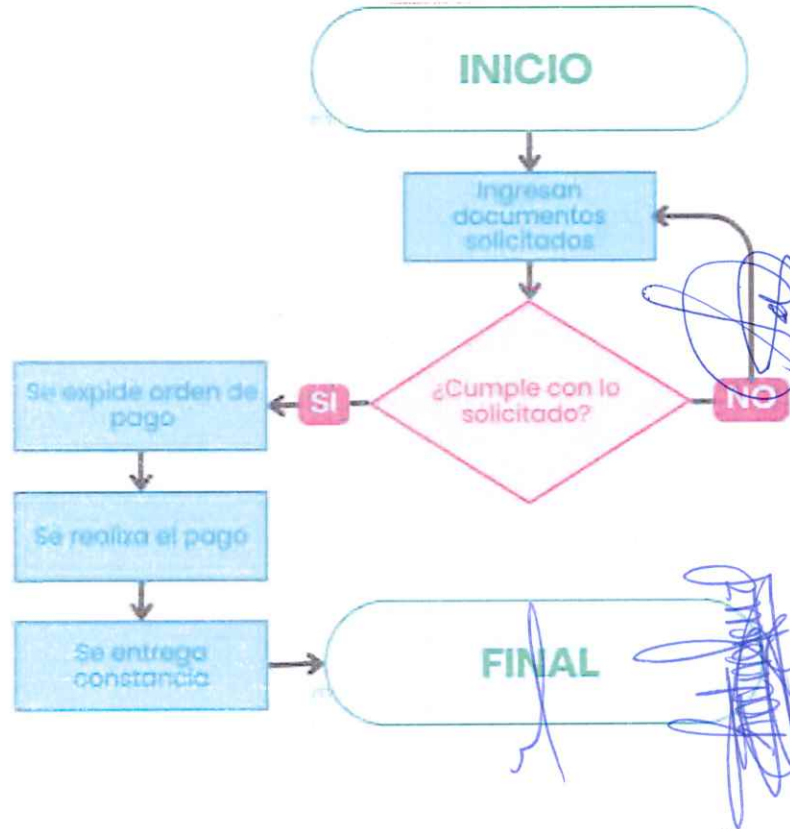 INICIO
Ingresan
documentos
solicitados
¿Cumple con lo
solicitado?
SI
NO
Se expide orden de
pago
Se realiza el pago
Se entrega
constancia
FINAL